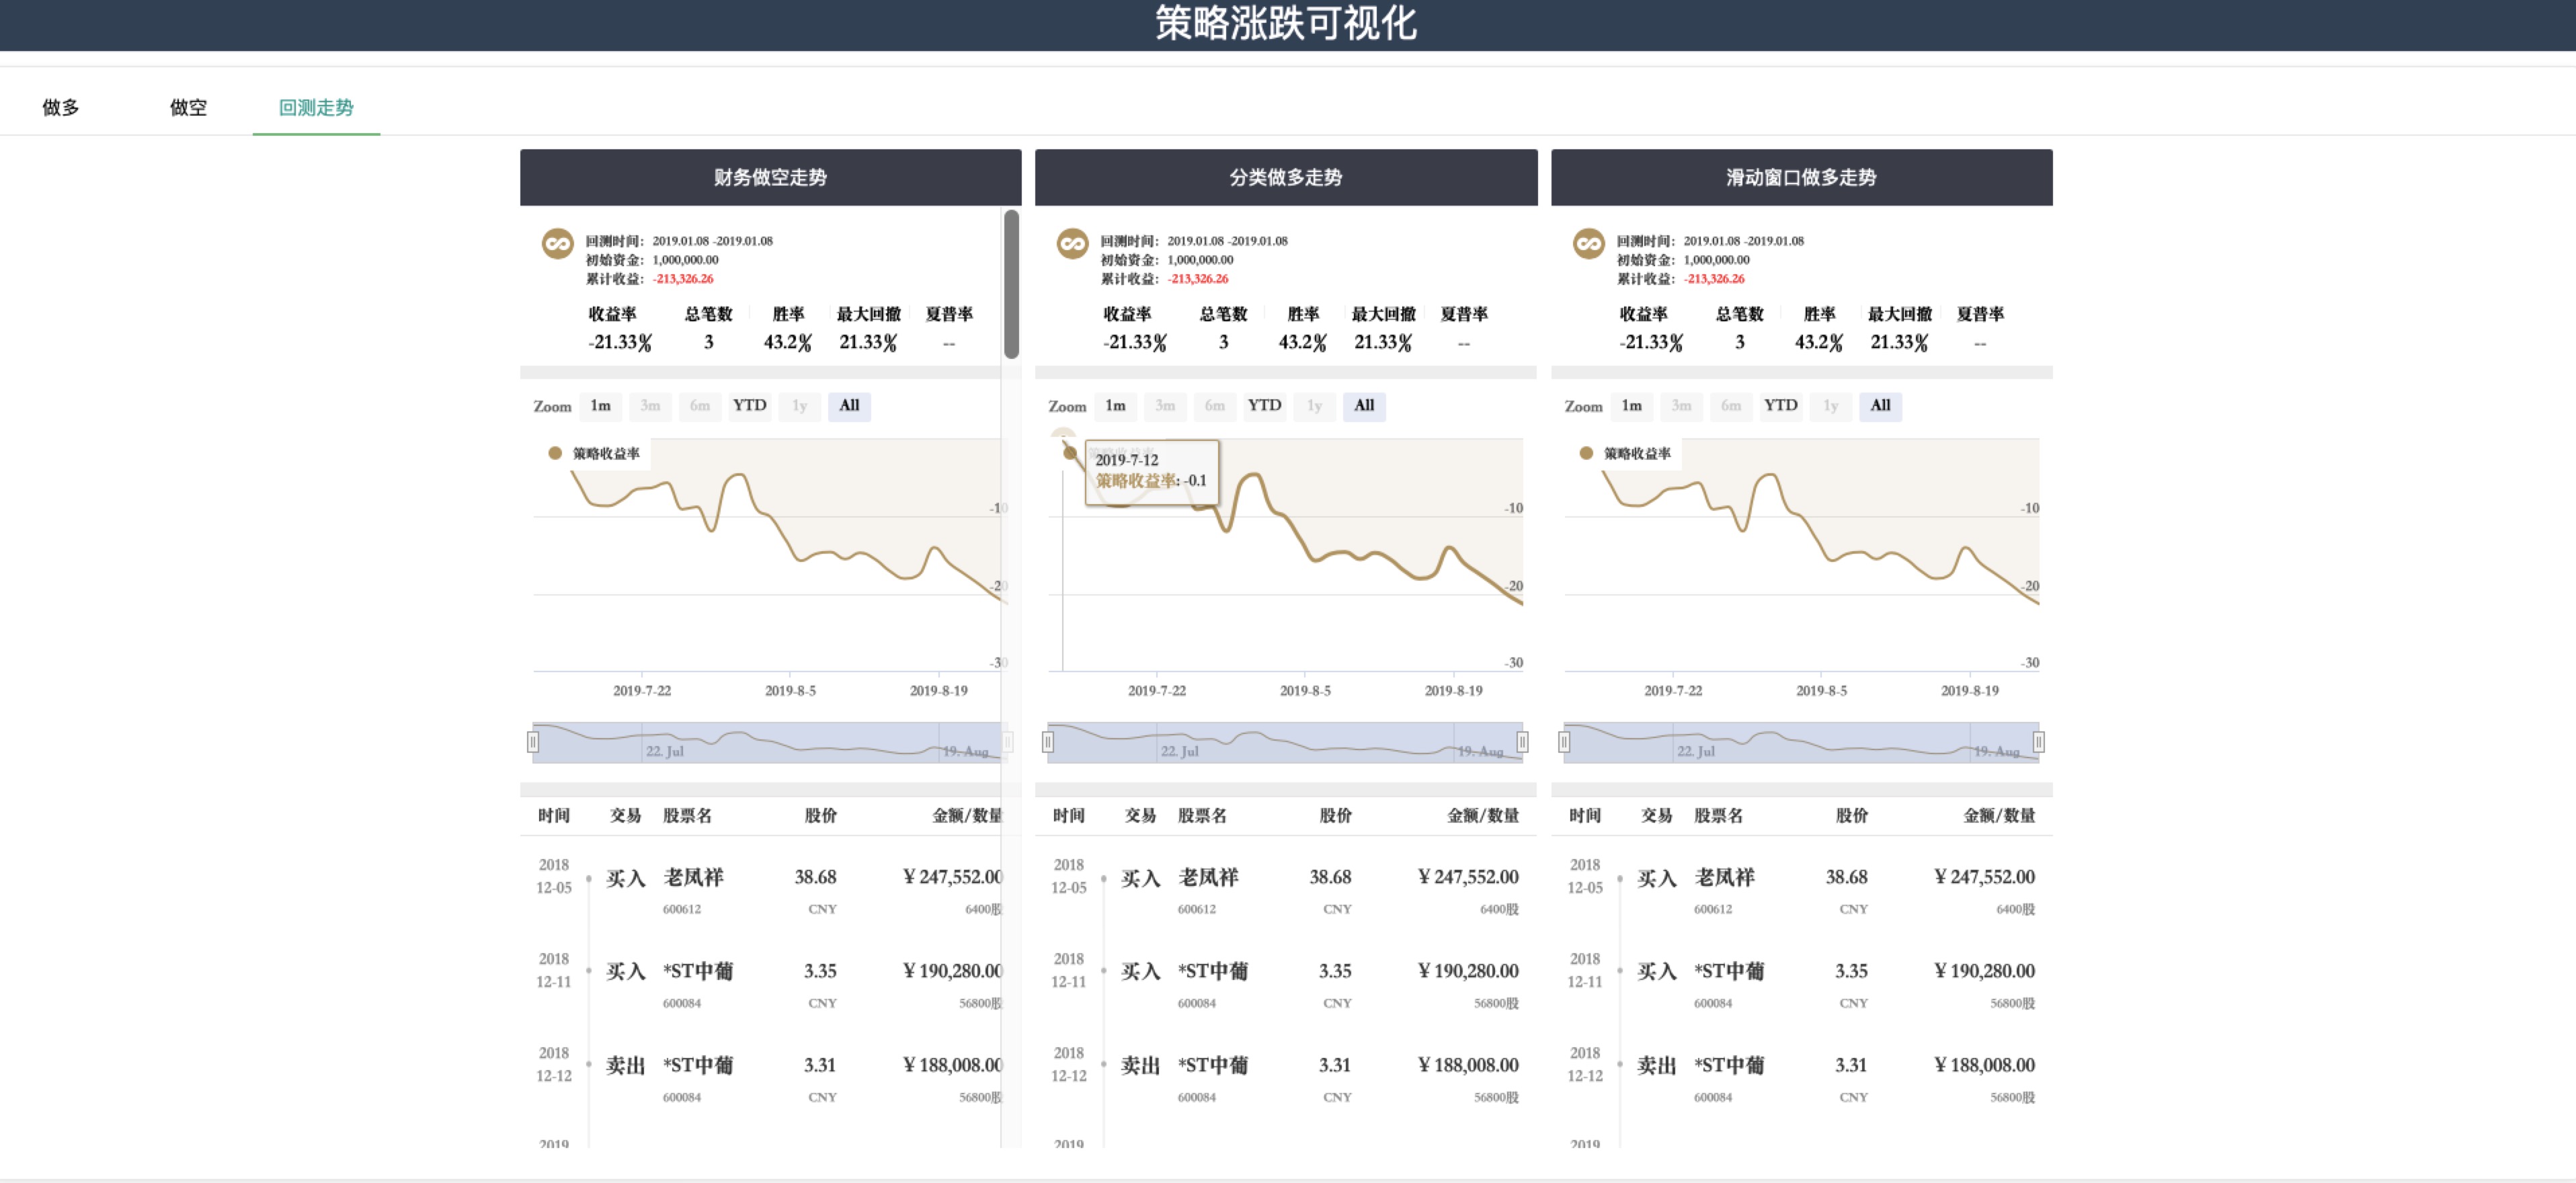 策略涨跌可视化
做多 做空 回测走势
财务做空走势
回测时间： 2019.01.08 -2019.01.08
初始资金： 1,000,000.00
累计收益： -213,326.26
收益率 总笔数 胜率 最大回撤 夏普率
-21.33% 3 43.2% 21.33% --
Zoom 1m 3m 6m YTD 1y All
策略收益率
-10
-20
-30
2019-7-22 2019-8-5 2019-8-19
22. Jul 19. Aug
时间 交易 股票名 股价 金额/数量
2018 12-05 买入 老凤祥 38.68 ¥ 247,552.00
600612 CNY 6400股
2018 12-11 买入 *ST中葡 3.35 ¥ 190,280.00
600084 CNY 56800股
2018 12-12 卖出 *ST中葡 3.31 ¥ 188,008.00
600084 CNY 56800股
2019
分类做多走势
回测时间： 2019.01.08 -2019.01.08
初始资金： 1,000,000.00
累计收益： -213,326.26
收益率 总笔数 胜率 最大回撤 夏普率
-21.33% 3 43.2% 21.33% --
Zoom 1m 3m 6m YTD 1y All
策略收益率
2019-7-12
策略收益率: -0.1
-10
-20
-30
2019-7-22 2019-8-5 2019-8-19
22. Jul 19. Aug
时间 交易 股票名 股价 金额/数量
2018 12-05 买入 老凤祥 38.68 ¥ 247,552.00
600612 CNY 6400股
2018 12-11 买入 *ST中葡 3.35 ¥ 190,280.00
600084 CNY 56800股
2018 12-12 卖出 *ST中葡 3.31 ¥ 188,008.00
600084 CNY 56800股
2019
滑动窗口做多走势
回测时间： 2019.01.08 -2019.01.08
初始资金： 1,000,000.00
累计收益： -213,326.26
收益率 总笔数 胜率 最大回撤 夏普率
-21.33% 3 43.2% 21.33% --
Zoom 1m 3m 6m YTD 1y All
策略收益率
-10
-20
-30
2019-7-22 2019-8-5 2019-8-19
22. Jul 19. Aug
时间 交易 股票名 股价 金额/数量
2018 12-05 买入 老凤祥 38.68 ¥ 247,552.00
600612 CNY 6400股
2018 12-11 买入 *ST中葡 3.35 ¥ 190,280.00
600084 CNY 56800股
2018 12-12 卖出 *ST中葡 3.31 ¥ 188,008.00
600084 CNY 56800股
2019